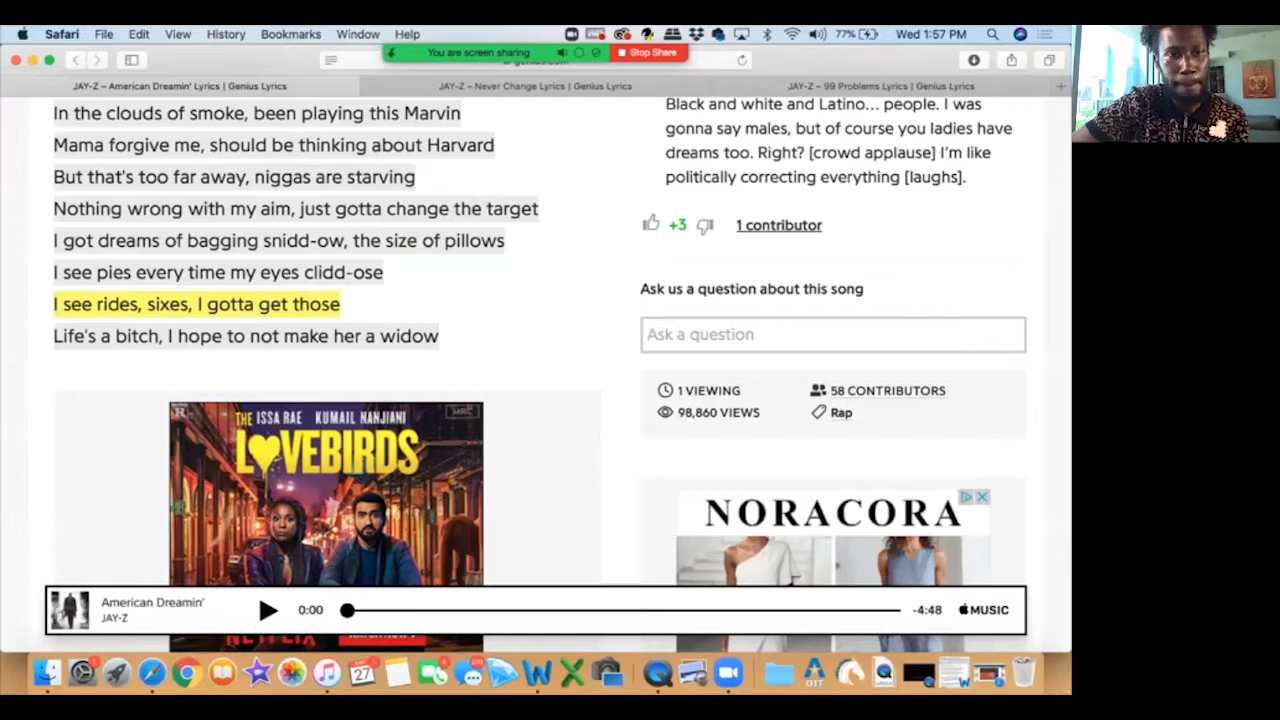 Safari File Edit View History Bookmarks Window Help 77% Wed 1:57 PM
You are screen sharing Stop Share
JAY-Z – American Dreamin' Lyrics | Genius Lyrics JAY-Z – Never Change Lyrics | Genius Lyrics JAY-Z – 99 Problems Lyrics | Genius Lyrics
In the clouds of smoke, been playing this Marvin
Mama forgive me, should be thinking about Harvard
But that's too far away, niggas are starving
Nothing wrong with my aim, just gotta change the target
I got dreams of bagging snidd-ow, the size of pillows
I see pies every time my eyes clidd-ose
I see rides, sixes, I gotta get those
Life's a bitch, I hope to not make her a widow
Black and white and Latino... people. I was
gonna say males, but of course you ladies have
dreams too. Right? [crowd applause] I'm like
politically correcting everything [laughs].
+3 1 contributor
Ask us a question about this song
Ask a question
1 VIEWING 58 CONTRIBUTORS
98,860 VIEWS Rap
THE ISSA RAE KUMAIL NANJIANI MRC
LOVEBIRDS
NETFLIX
NORACORA
American Dreamin'
JAY-Z
0:00 -4:48 MUSIC
27
OIT